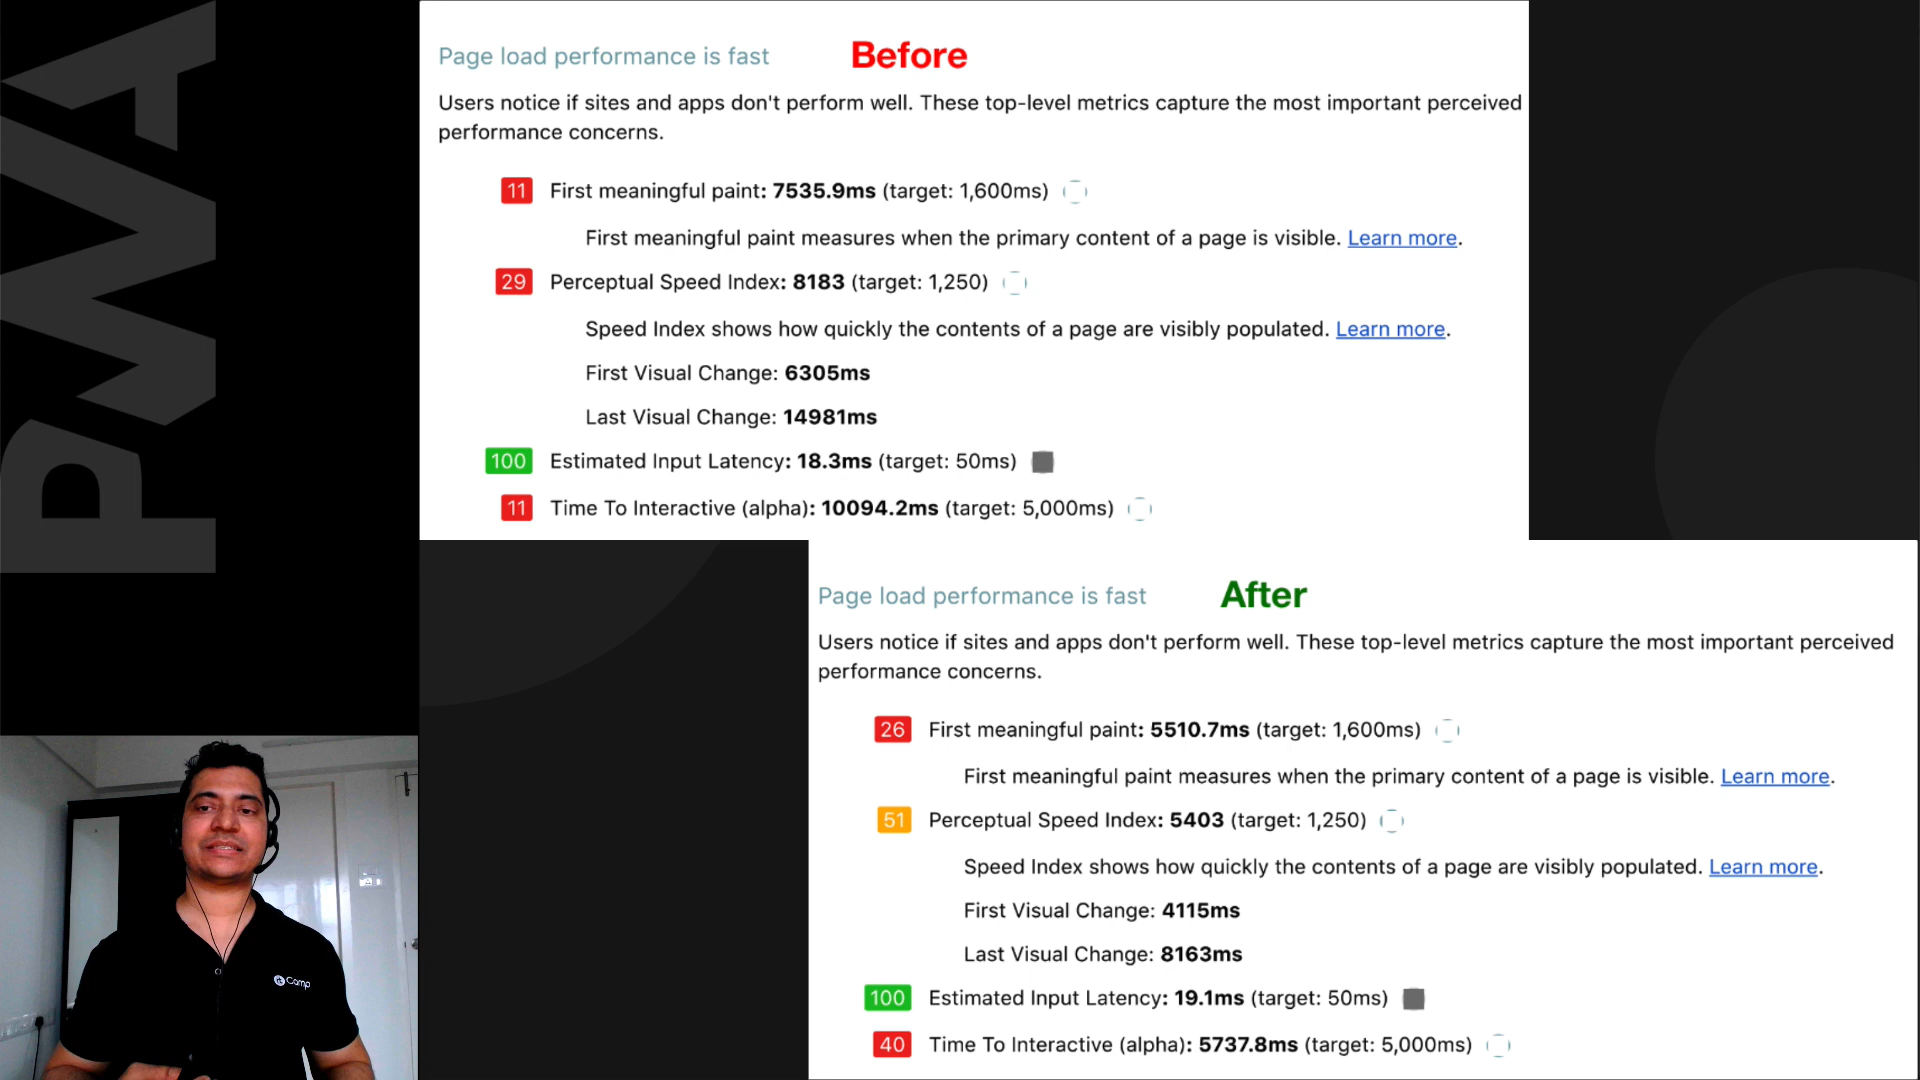 PWA
Page load performance is fast
Before
Users notice if sites and apps don't perform well. These top-level metrics capture the most important perceived
performance concerns.
11 First meaningful paint: 7535.9ms (target: 1,600ms)
First meaningful paint measures when the primary content of a page is visible. Learn more.
29 Perceptual Speed Index: 8183 (target: 1,250)
Speed Index shows how quickly the contents of a page are visibly populated. Learn more.
First Visual Change: 6305ms
Last Visual Change: 14981ms
100 Estimated Input Latency: 18.3ms (target: 50ms)
11 Time To Interactive (alpha): 10094.2ms (target: 5,000ms)
Page load performance is fast
After
Users notice if sites and apps don't perform well. These top-level metrics capture the most important perceived
performance concerns.
26 First meaningful paint: 5510.7ms (target: 1,600ms)
First meaningful paint measures when the primary content of a page is visible. Learn more.
51 Perceptual Speed Index: 5403 (target: 1,250)
Speed Index shows how quickly the contents of a page are visibly populated. Learn more.
First Visual Change: 4115ms
Last Visual Change: 8163ms
100 Estimated Input Latency: 19.1ms (target: 50ms)
40 Time To Interactive (alpha): 5737.8ms (target: 5,000ms)
rtCamp